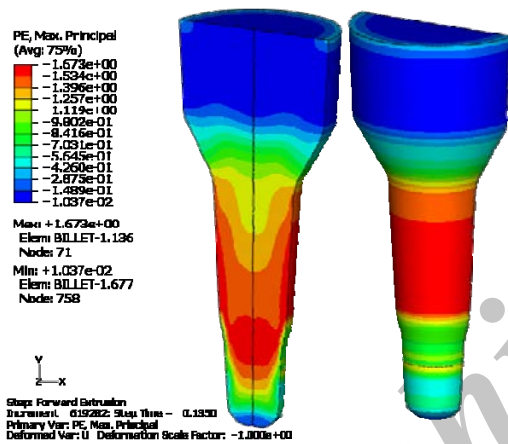 PE, Max. Principal
(Avg: 75%)
+1.673e+00
+1.534e+00
+1.396e+00
+1.257e+00
+1.119e+00
+9.802e-01
+8.416e-01
+7.031e-01
+5.645e-01
+4.260e-01
+2.875e-01
+1.489e-01
+1.037e-02
Max: +1.673e+00
Elem: BILLET-1.136
Node: 71
Min: +1.037e-02
Elem: BILLET-1.677
Node: 758
Y
Z X
Step: Forward Extrusion
Increment 619282: Step Time = 0.1350
Primary Var: PE, Max. Principal
Deformed Var: U Deformation Scale Factor: +1.000e+00